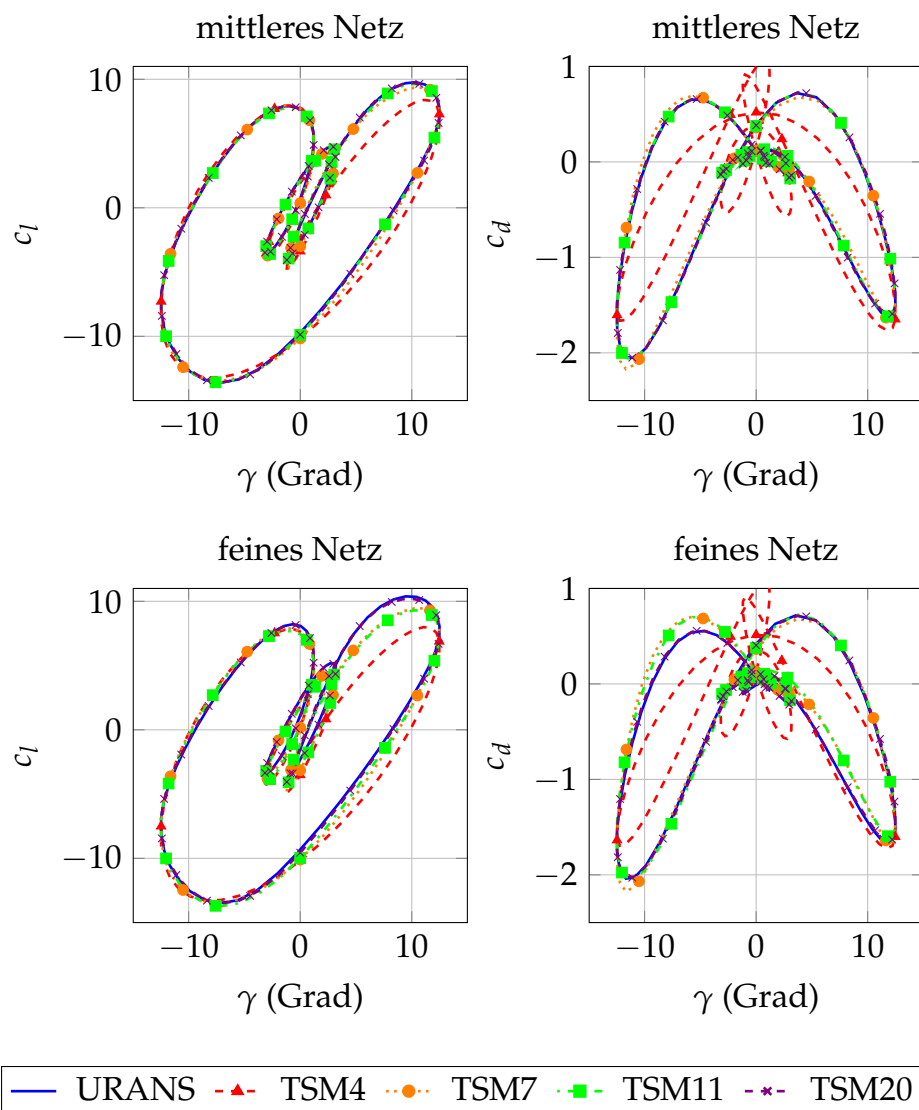 mittleres Netz mittleres Netz
10
0
−10
c_l
1
0
−1
−2
c_d
−10 0 10
−10 0 10
γ (Grad) γ (Grad)
feines Netz feines Netz
10
0
−10
c_l
1
0
−1
−2
c_d
−10 0 10
−10 0 10
γ (Grad) γ (Grad)
URANS TSM4 TSM7 TSM11 TSM20